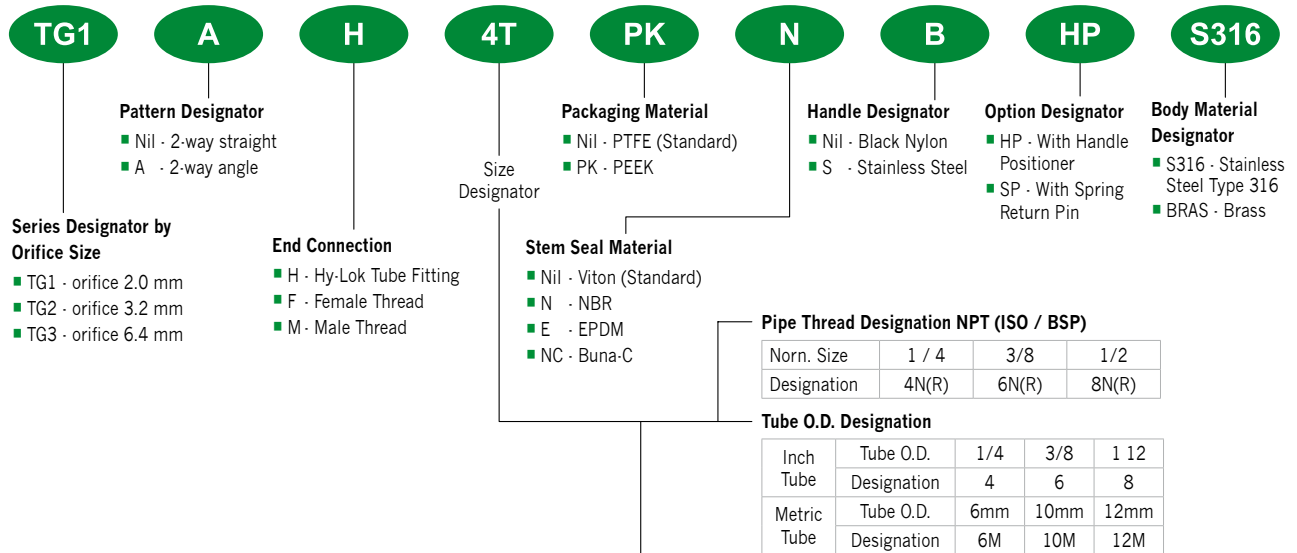 TG1 A H 4T PK N B HP S316
Pattern Designator
Nil - 2-way straight
A - 2-way angle
Series Designator by
Orifice Size
TG1 - orifice 2.0 mm
TG2 - orifice 3.2 mm
TG3 - orifice 6.4 mm
End Connection
H - Hy-Lok Tube Fitting
F - Female Thread
M - Male Thread
Size
Designator
Packaging Material
Nil - PTFE (Standard)
PK - PEEK
Stem Seal Material
Nil - Viton (Standard)
N - NBR
E - EPDM
NC - Buna-C
Handle Designator
Nil - Black Nylon
S - Stainless Steel
Option Designator
HP - With Handle
Positioner
SP - With Spring
Return Pin
Body Material
Designator
S316 - Stainless
Steel Type 316
BRAS - Brass
Pipe Thread Designation NPT (ISO / BSP)
Norn. Size 1 / 4 3/8 1/2
Designation 4N(R) 6N(R) 8N(R)
Tube O.D. Designation
Inch
Tube
Tube O.D. 1/4 3/8 1 12
Designation 4 6 8
Metric
Tube
Tube O.D. 6mm 10mm 12mm
Designation 6M 10M 12M